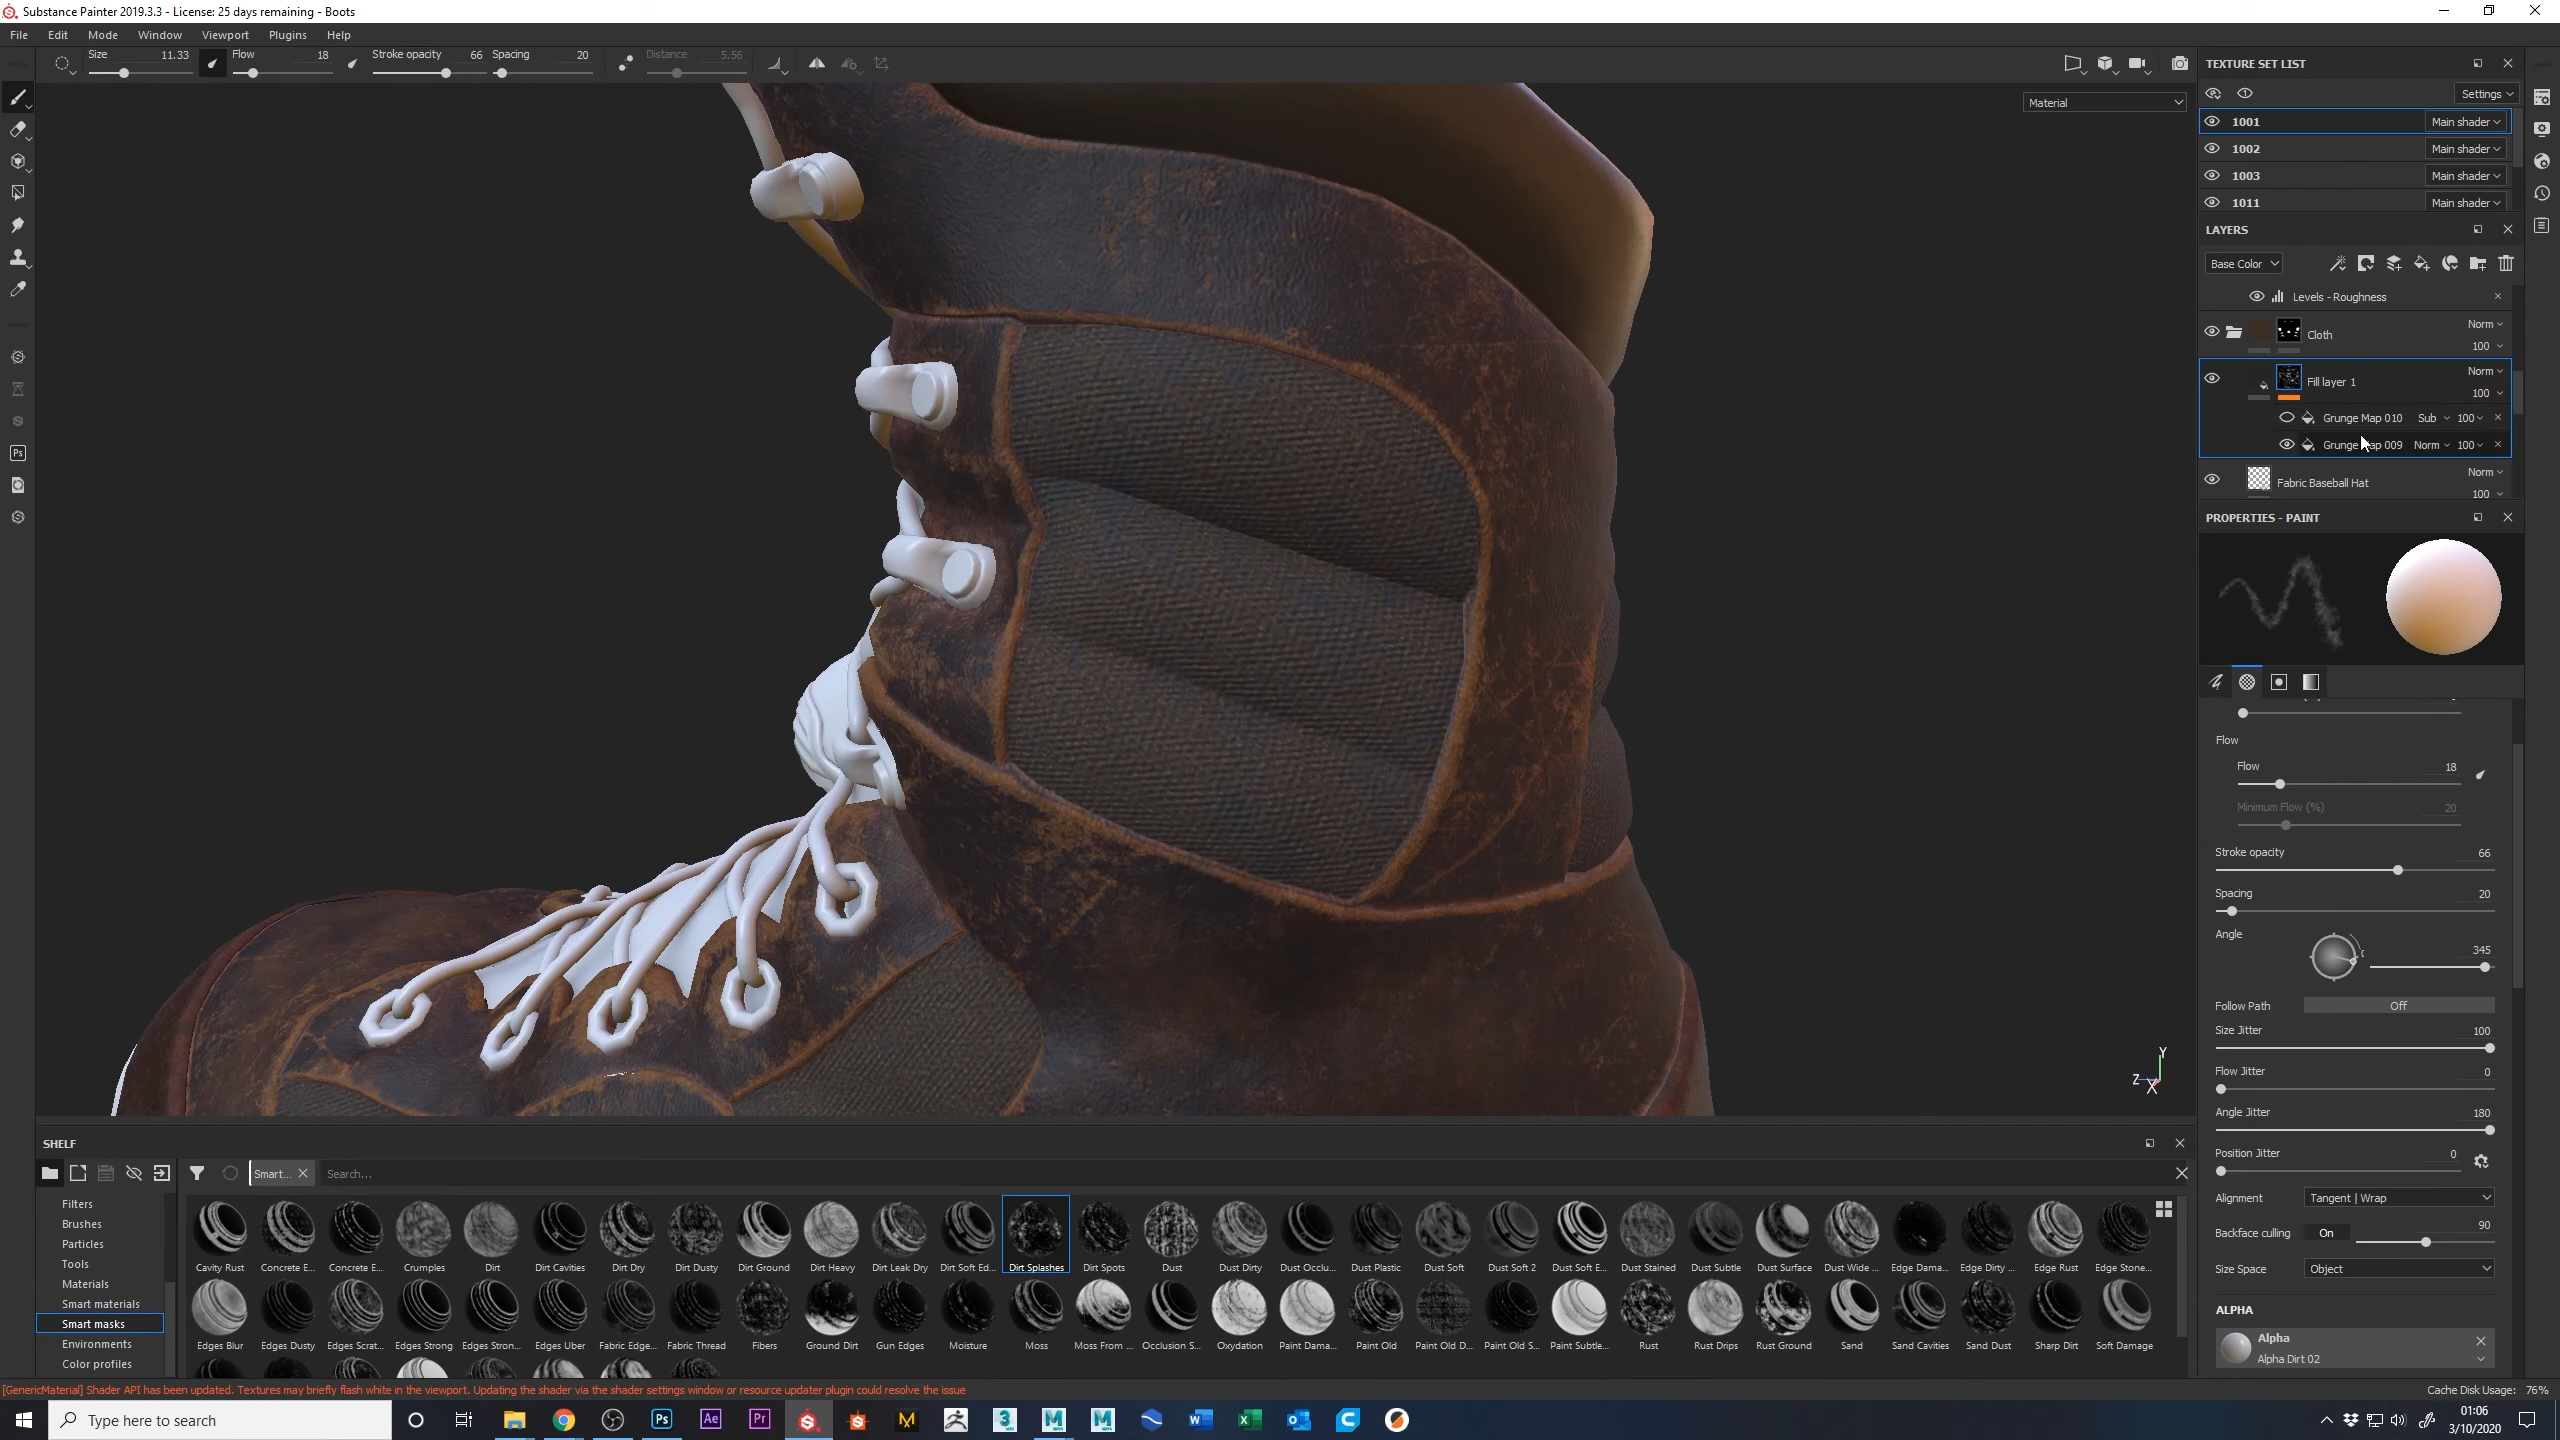 Substance Painter 2019.3.3 - License: 25 days remaining - Boots
File Edit Mode Window Viewport Plugins Help
Size 11.33 Flow 18 Stroke opacity 66 Spacing 20 Distance 5.56
Material
TEXTURE SET LIST
Settings
1001 Main shader
1002 Main shader
1003 Main shader
1011 Main shader
LAYERS
Base Color
Levels - Roughness
Cloth Norm 100
Fill layer 1 Norm 100
Grunge Map 010 Sub 100
Grunge Map 009 Norm 100
Fabric Baseball Hat Norm 100
PROPERTIES - PAINT
Flow
Flow 18
Minimum Flow (%) 20
Stroke opacity 66
Spacing 20
Angle 345
Follow Path Off
Size Jitter 100
Flow Jitter 0
Angle Jitter 180
Position Jitter 0
Alignment Tangent | Wrap
Backface culling On 90
Size Space Object
ALPHA
Alpha
Alpha Dirt 02
Y
Z X
SHELF
Smart... Search...
Filters
Brushes
Particles
Tools
Materials
Smart materials
Smart masks
Environments
Color profiles
Cavity Rust Concrete E... Concrete E... Crumples Dirt Dirt Cavities Dirt Dry Dirt Dusty Dirt Ground Dirt Heavy Dirt Leak Dry Dirt Soft Ed... Dirt Splashes Dirt Spots Dust Dust Dirty Dust Occlu... Dust Plastic Dust Soft Dust Soft 2 Dust Soft E... Dust Stained Dust Subtle Dust Surface Dust Wide ... Edge Dama... Edge Dirty ... Edge Rust Edge Stone...
Edges Blur Edges Dusty Edges Scrat... Edges Strong Edges Stron... Edges Uber Fabric Edge... Fabric Thread Fibers Ground Dirt Gun Edges Moisture Moss Moss From ... Occlusion S... Oxydation Paint Dama... Paint Old Paint Old D... Paint Old S... Paint Subtle... Rust Rust Drips Rust Ground Sand Sand Cavities Sand Dust Sharp Dirt Soft Damage
[GenericMaterial] Shader API has been updated. Textures may briefly flash white in the viewport. Updating the shader via the shader settings window or resource updater plugin could resolve the issue
Cache Disk Usage: 76%
Type here to search
Ps Ae Pr
01:06
3/10/2020